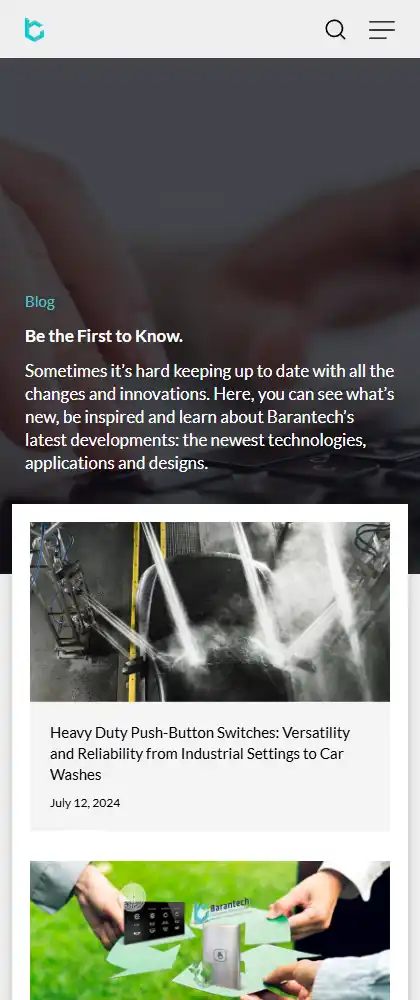 Blog
Be the First to Know.
Sometimes it's hard keeping up to date with all the
changes and innovations. Here, you can see what's
new, be inspired and learn about Barantech's
latest developments: the newest technologies,
applications and designs.
Heavy Duty Push-Button Switches: Versatility
and Reliability from Industrial Settings to Car
Washes
July 12, 2024
Barantech